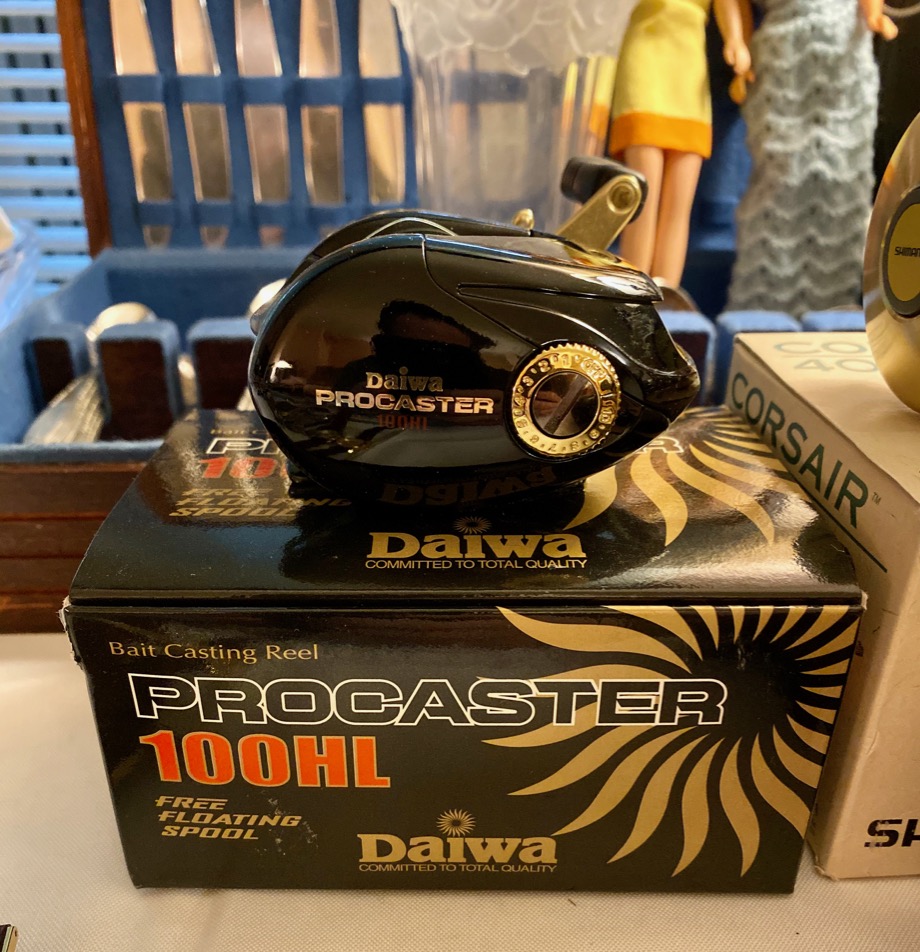 Daiwa
PROCASTER
100HL
Daiwa
COMMITTED TO TOTAL QUALITY
Bait Casting Reel
PROCASTER
100HL
FREE
FLOATING
SPOOL
Daiwa
COMMITTED TO TOTAL QUALITY
CORSAIR™